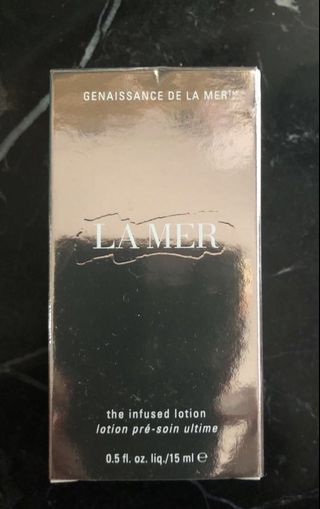 GENAISSANCE DE LA MER™
LA MER
the infused lotion
lotion pré-soin ultime
0.5 fl. oz. liq./15 ml ℮